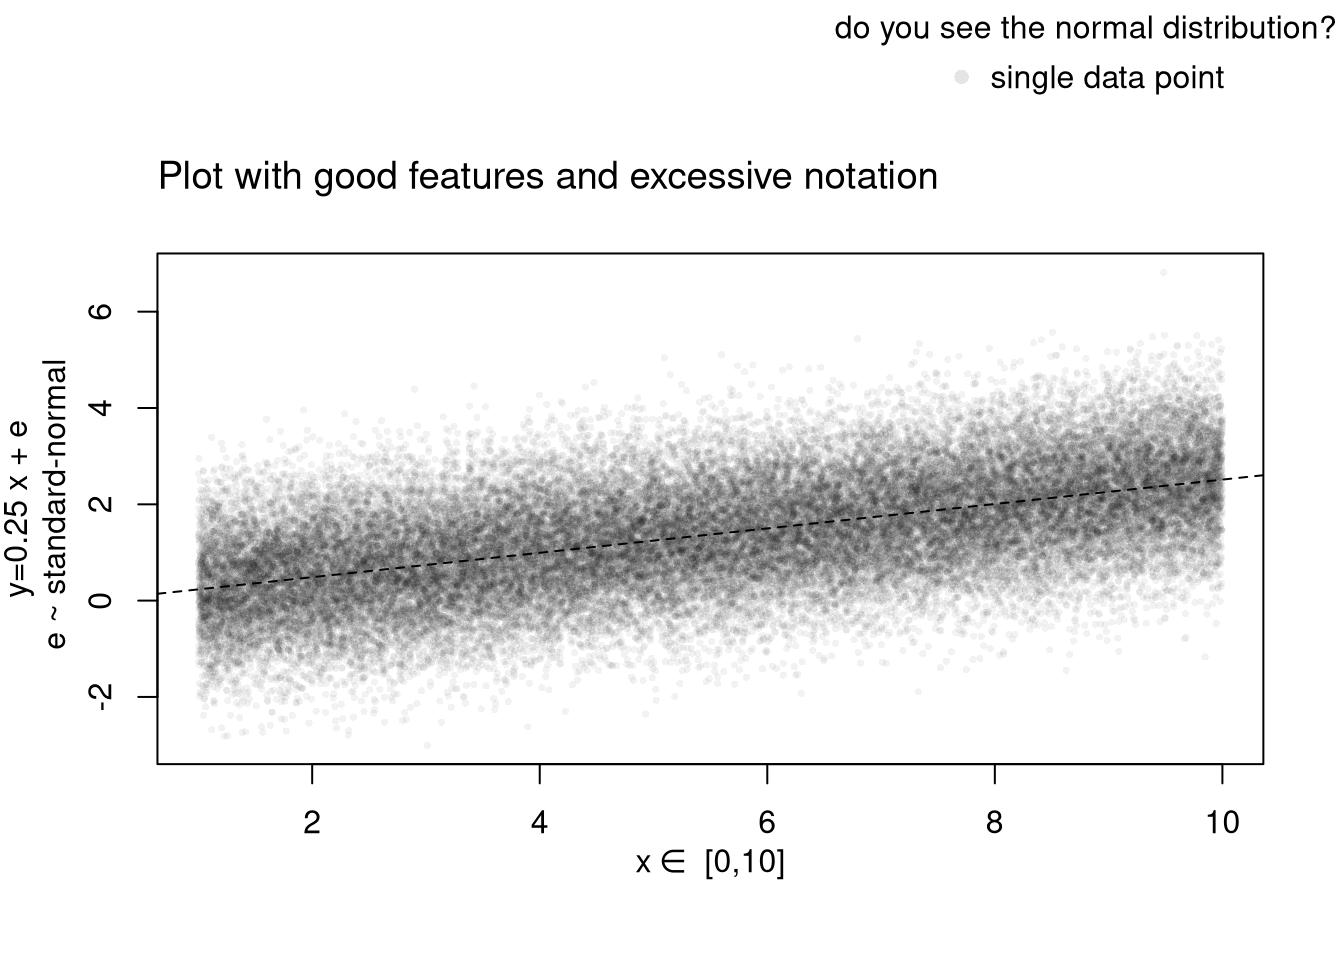 do you see the normal distribution?
single data point
Plot with good features and excessive notation
y=0.25 x + e
e ~ standard-normal
6
4
2
0
-2
2 4 6 8 10
x ∈ [0,10]